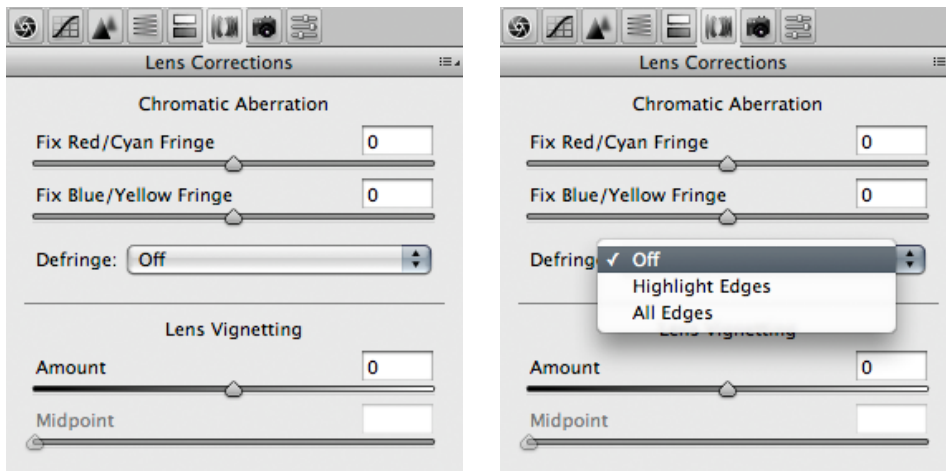 Lens Corrections
Chromatic Aberration
Fix Red/Cyan Fringe 0
Fix Blue/Yellow Fringe 0
Defringe: Off
Lens Vignetting
Amount 0
Midpoint
Lens Corrections
Chromatic Aberration
Fix Red/Cyan Fringe 0
Fix Blue/Yellow Fringe 0
Defring ✓ Off
Highlight Edges
All Edges
Lens Vignetting
Amount 0
Midpoint